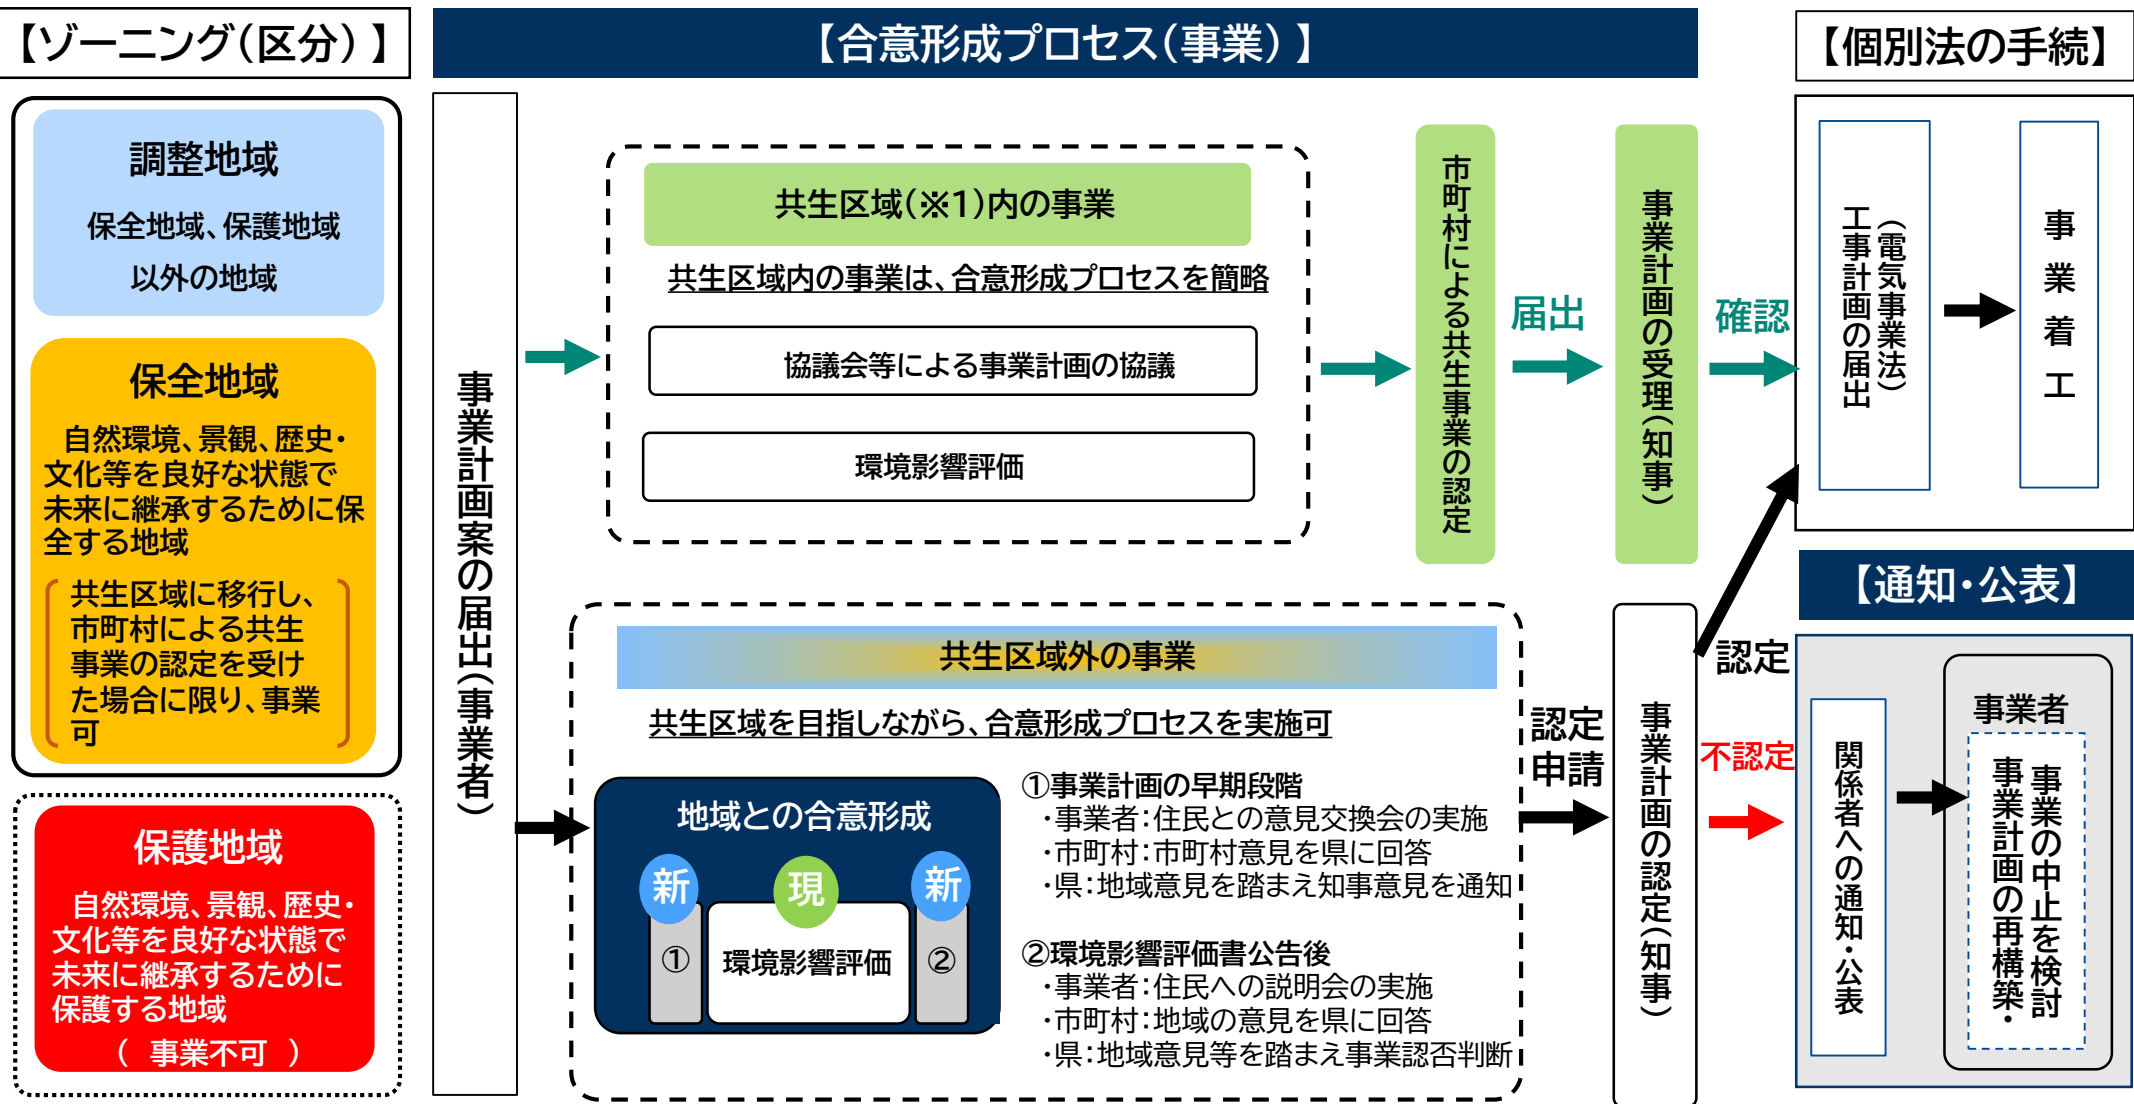 【ゾーニング(区分)】
調整地域
保全地域、保護地域
以外の地域
保全地域
自然環境、景観、歴史・
文化等を良好な状態で
未来に継承するために保
全する地域
共生区域に移行し、
市町村による共生
事業の認定を受け
た場合に限り、事業
可
保護地域
自然環境、景観、歴史・
文化等を良好な状態で
未来に継承するために
保護する地域
( 事業不可 )
【合意形成プロセス(事業)】
事業計画案の届出(事業者)
共生区域(※1)内の事業
共生区域内の事業は、合意形成プロセスを簡略
協議会等による事業計画の協議
環境影響評価
市町村による共生事業の認定
届出
事業計画の受理(知事)
確認
共生区域外の事業
共生区域を目指しながら、合意形成プロセスを実施可
地域との合意形成
新
現
新
①
環境影響評価
②
①事業計画の早期段階
・事業者:住民との意見交換会の実施
・市町村:市町村意見を県に回答
・県:地域意見を踏まえ知事意見を通知
②環境影響評価書公告後
・事業者:住民への説明会の実施
・市町村:地域の意見を県に回答
・県:地域意見等を踏まえ事業認否判断
認定
申請
事業計画の認定(知事)
認定
不認定
【個別法の手続】
(電気事業法)
工事計画の届出
事業着工
【通知・公表】
関係者への通知・公表
事業者
事業計画の再構築・
事業の中止を検討